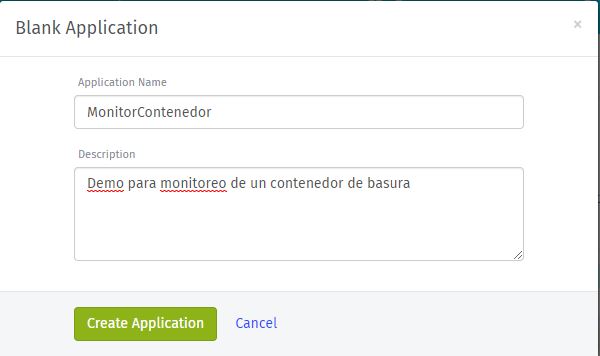 Blank Application
×
Application Name
MonitorContenedor
Description
Demo para monitoreo de un contenedor de basura
Create Application
Cancel